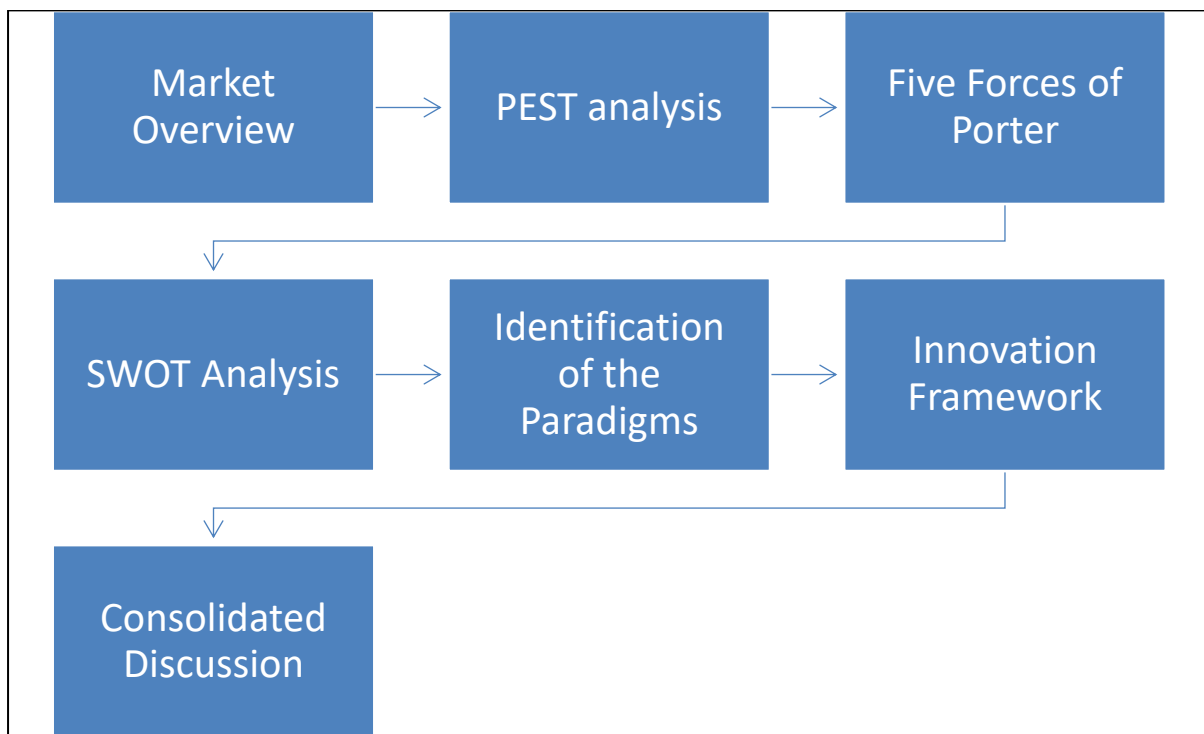 Market
Overview
PEST analysis
Five Forces of
Porter
SWOT Analysis
Identification
of the
Paradigms
Innovation
Framework
Consolidated
Discussion